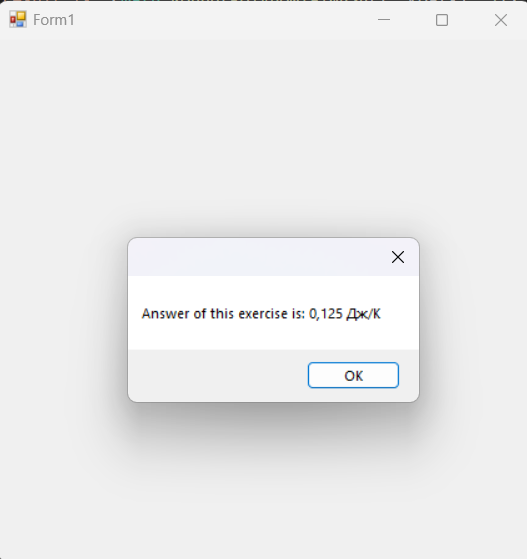 Form1
Answer of this exercise is: 0,125 Дж/К
OK